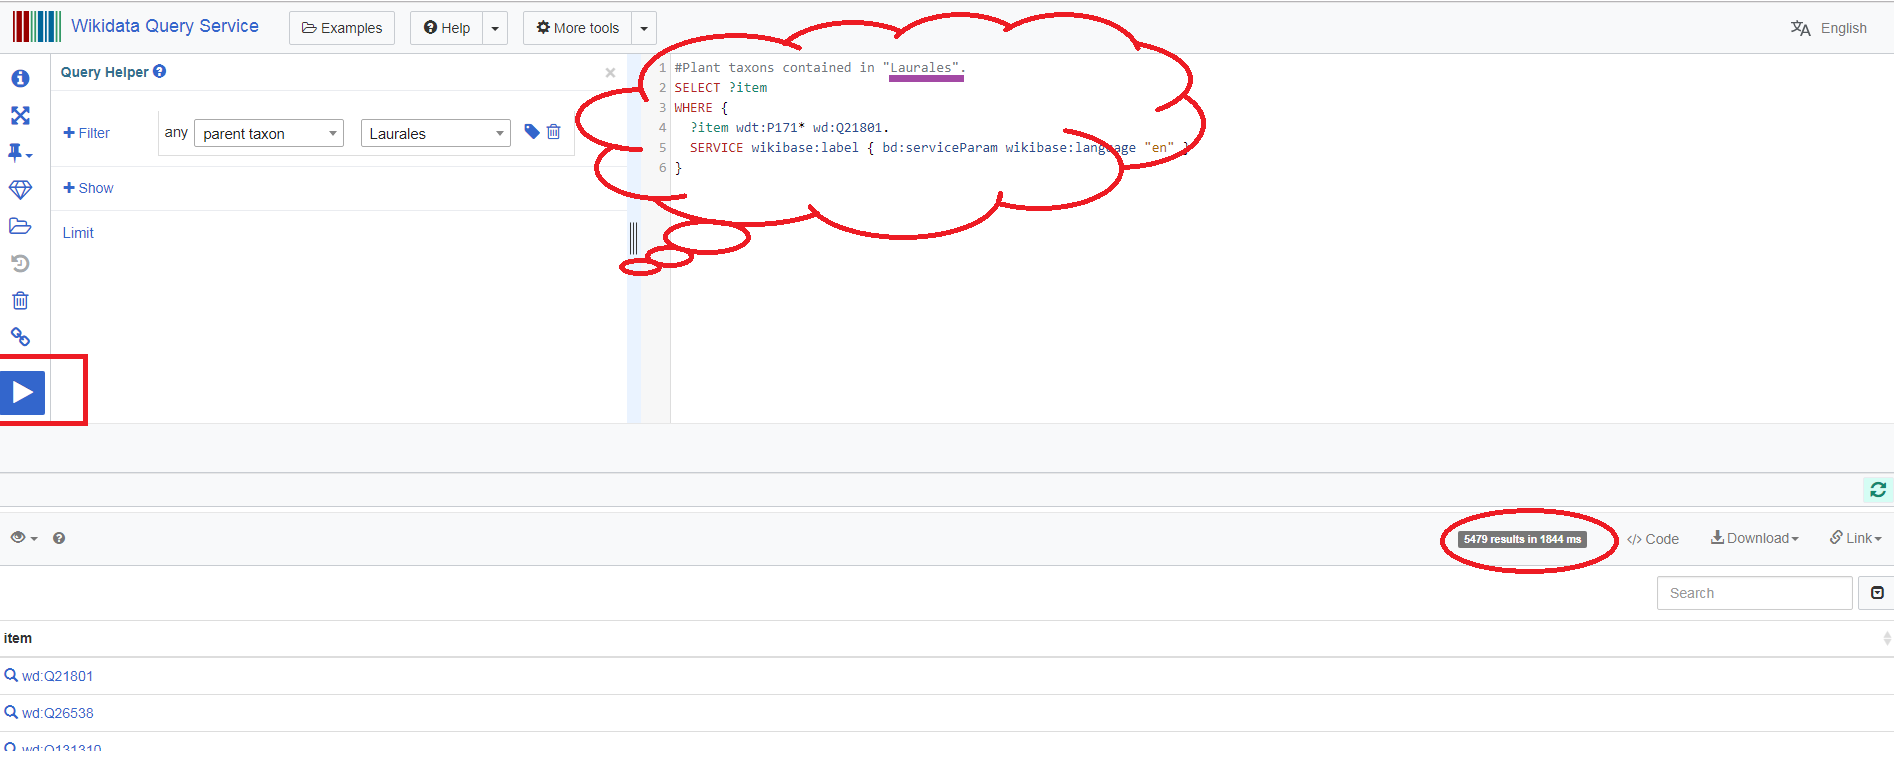 Wikidata Query Service
Examples
Help
More tools
English
Query Helper
Filter
any
parent taxon
Laurales
Show
Limit
1 #Plant taxons contained in "Laurales".
2 SELECT ?item
3 WHERE {
4 ?item wdt:P171* wd:Q21801.
5 SERVICE wikibase:label { bd:serviceParam wikibase:language "en" }
6 }
5479 results in 1844 ms
</> Code
Download
Link
Search
item
wd:Q21801
wd:Q26538
wd:Q131310